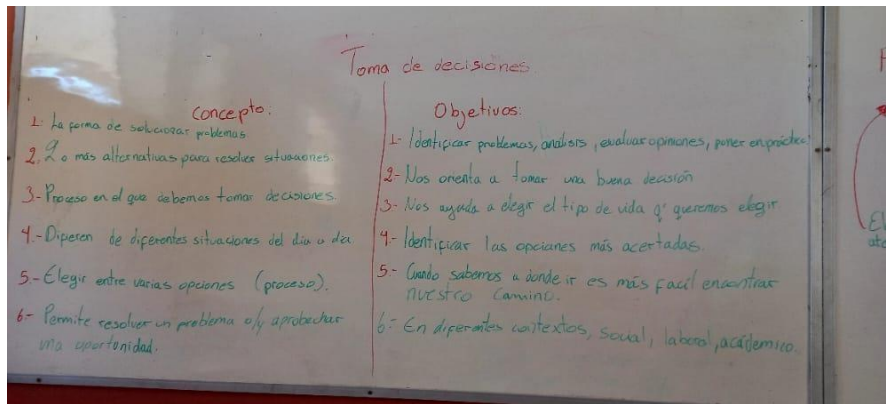 Toma de decisiones.
Concepto:
1- La forma de solucionar problemas
2. 2 o más alternativas para resolver situaciones.
3- Proceso en el que debemos tomar decisiones
4.- Difieren de diferentes situaciones del dia a dia
5.- Elegir entre varias opciones (proceso).
6- Permite resolver un problema o/y aprobechar
una oportunidad.
Objetivos:
1- Identificar problemas, análisis, evaluar opiniones, poner en práctica
2- Nos orienta a tomar una buena decisión
3- Nos ayuda a elegir el tipo de vida q' queremos elegir.
4- Identificar las opciones más acertadas.
5.- Cuando sabemos a donde ir es más facil encontrar
nuestro camino.
6- En diferentes contextos, social, laboral, académico.